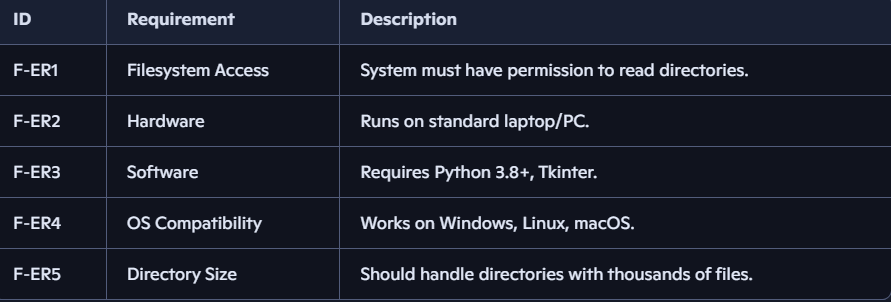 ID Requirement Description
F-ER1 Filesystem Access System must have permission to read directories.
F-ER2 Hardware Runs on standard laptop/PC.
F-ER3 Software Requires Python 3.8+, Tkinter.
F-ER4 OS Compatibility Works on Windows, Linux, macOS.
F-ER5 Directory Size Should handle directories with thousands of files.